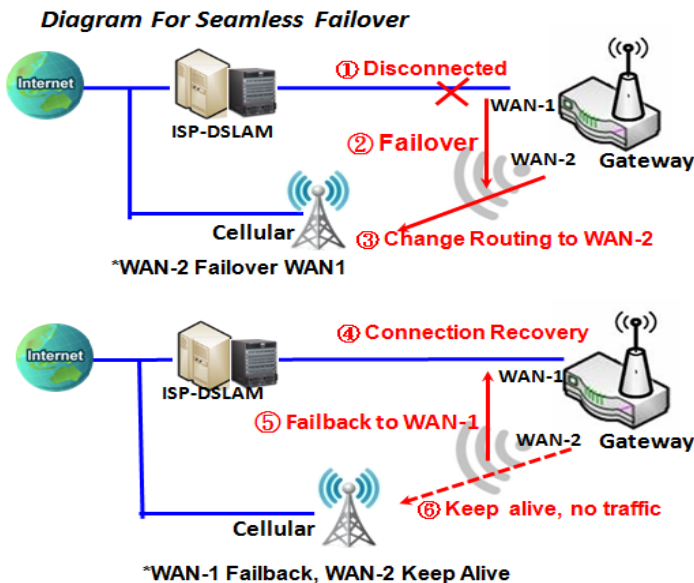 Diagram For Seamless Failover
Internet
① Disconnected
ISP-DSLAM
WAN-1
② Failover
WAN-2
Gateway
Cellular
③ Change Routing to WAN-2
*WAN-2 Failover WAN1
Internet
④ Connection Recovery
ISP-DSLAM
WAN-1
⑤ Failback to WAN-1
WAN-2
Gateway
Cellular
⑥ Keep alive, no traffic
*WAN-1 Failback, WAN-2 Keep Alive